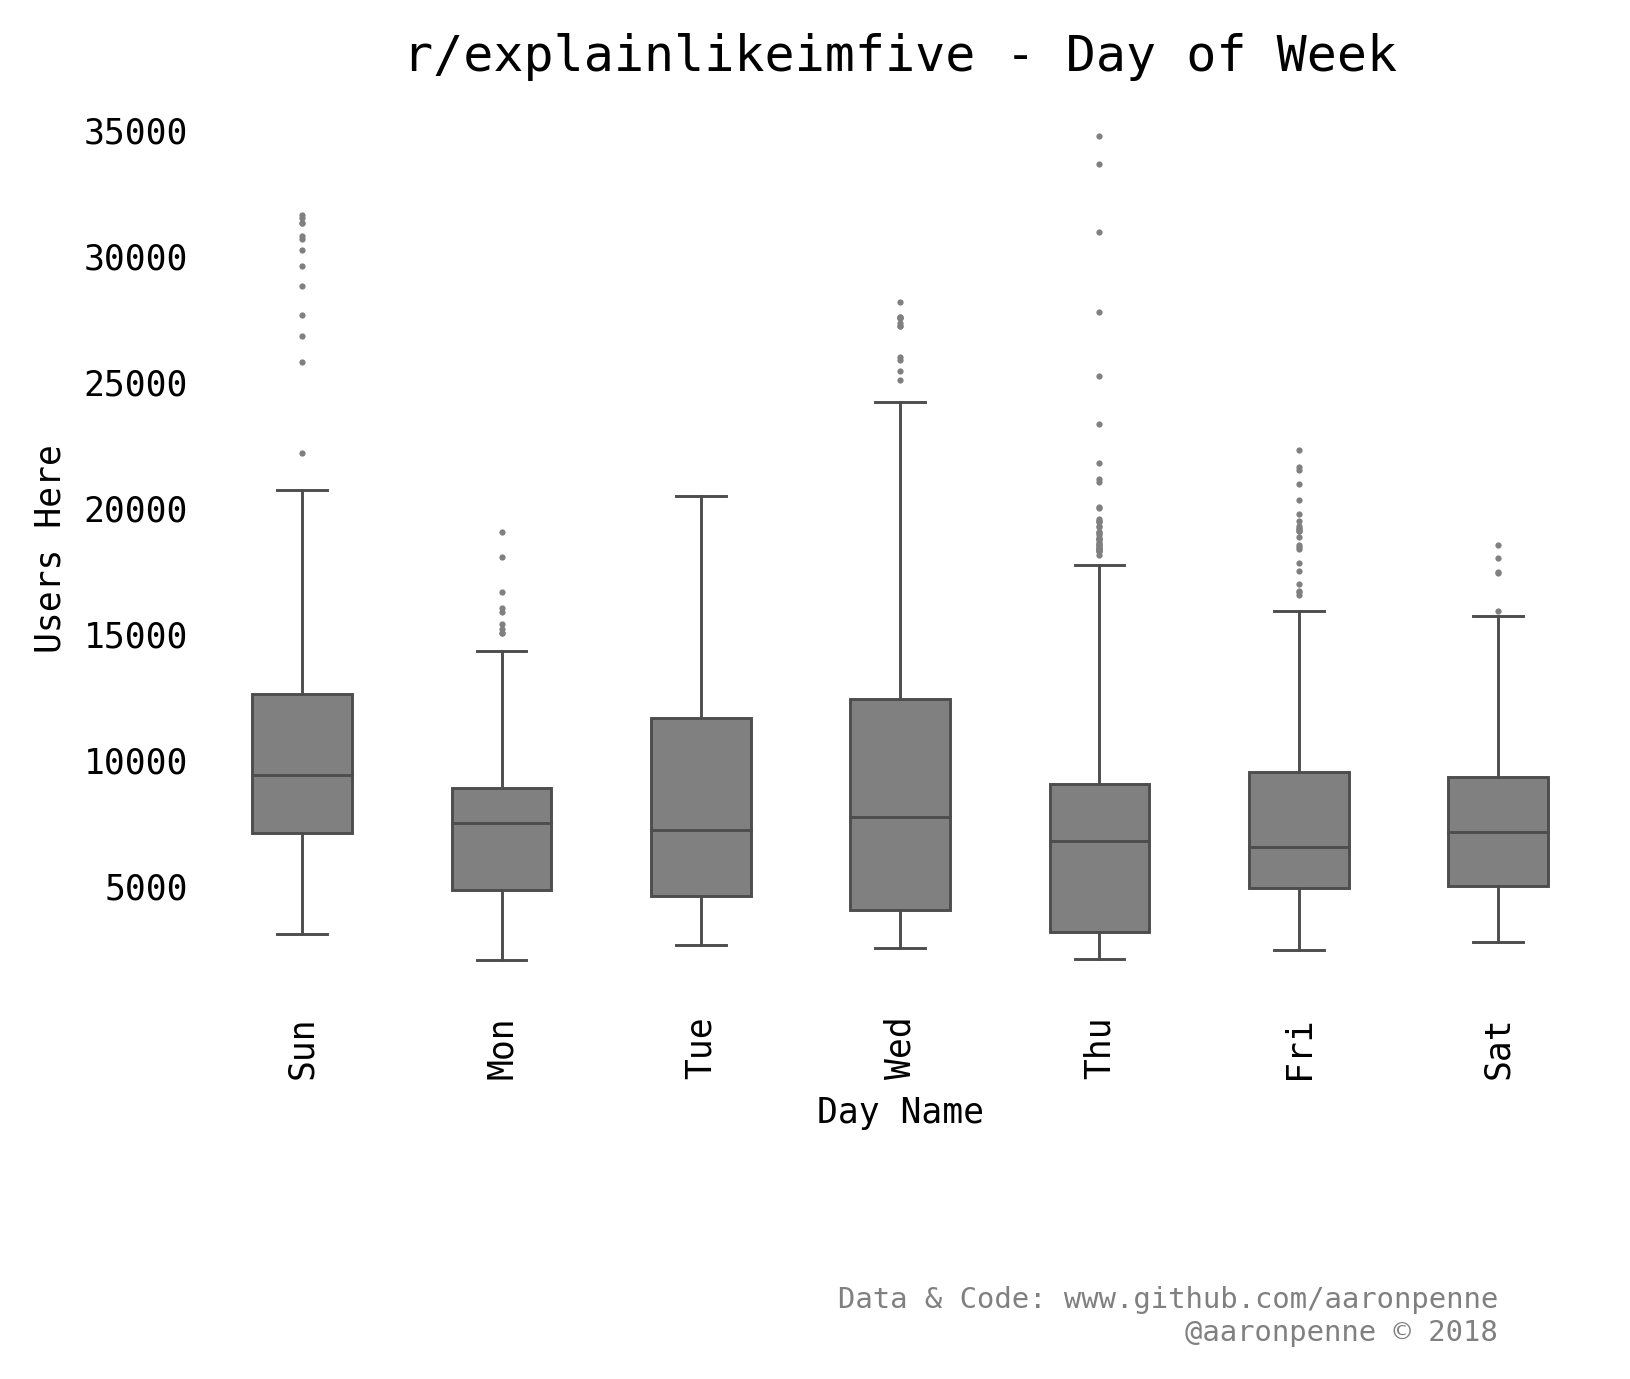 r/explainlikeimfive - Day of Week
35000
30000
25000
20000
15000
10000
5000
Users Here
Sun
Mon
Tue
Wed
Thu
Fri
Sat
Day Name
Data & Code: www.github.com/aaronpenne
@aaronpenne © 2018